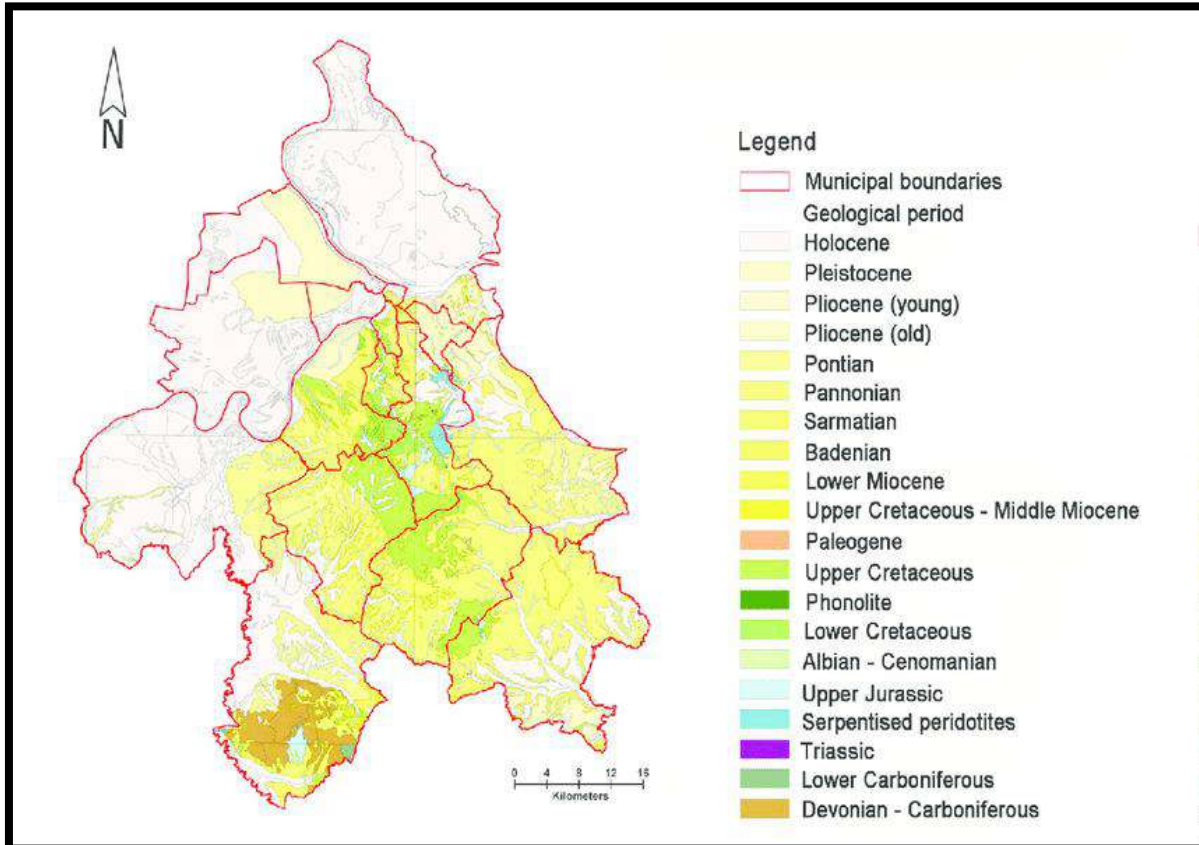 N
Legend
Municipal boundaries
Geological period
Holocene
Pleistocene
Pliocene (young)
Pliocene (old)
Pontian
Pannonian
Sarmatian
Badenian
Lower Miocene
Upper Cretaceous - Middle Miocene
Paleogene
Upper Cretaceous
Phonolite
Lower Cretaceous
Albian - Cenomanian
Upper Jurassic
Serpentised peridotites
Triassic
Lower Carboniferous
Devonian - Carboniferous
0 4 8 12 16
Kilometers